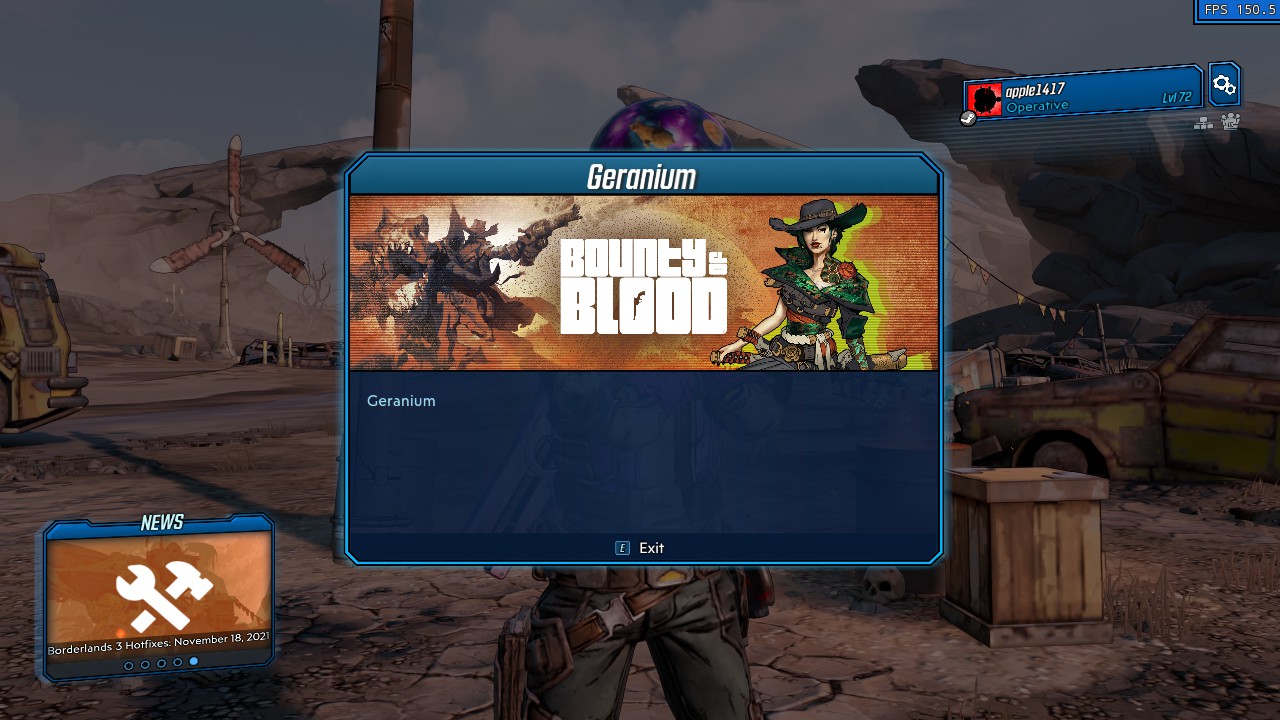 FPS 150.5
apple1417
Operative
Lvl 72
Geranium
BOUNTY OF
BLOOD
Geranium
E Exit
NEWS
Borderlands 3 Hotfixes: November 18, 2021